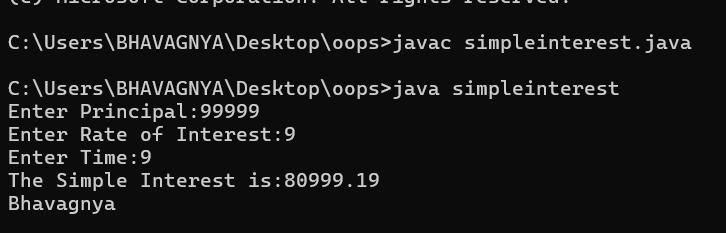 (c) Microsoft Corporation. All rights reserved.
C:\Users\BHAVAGNYA\Desktop\oops>javac simpleinterest.java
C:\Users\BHAVAGNYA\Desktop\oops>java simpleinterest
Enter Principal:99999
Enter Rate of Interest:9
Enter Time:9
The Simple Interest is:80999.19
Bhavagnya